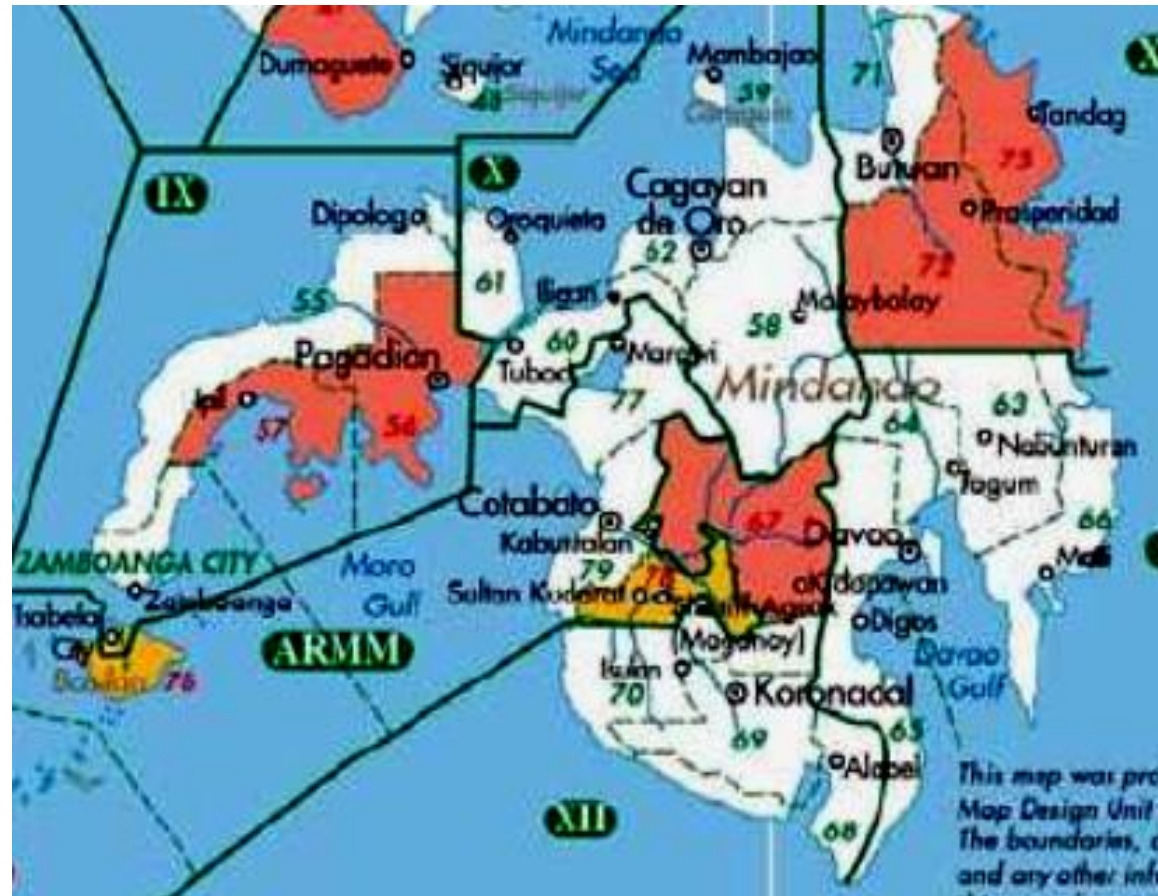 Mindanao
Sea
Dumaguete
Siquijor
Mambajao
59
71
Tandag
IX
X
Butuan
73
Cagayan
de Oro
Dipolog
Oroquieta
Prosperidad
62
61
72
Iligan
55
Malaybalay
58
60
Marawi
Tuboc
Pagadian
Mindanao
77
63
64
Ipil
57
56
Nabunturan
Tagum
Cotabato
67
66
Kabuntalan
Davao
ZAMBOANGA CITY
Moro
Gulf
79
78
Mati
Kidapawan
Sultan Kudarat
Zamboanga
Isabela
City
Digos
(Maganoy)
ARMM
Davao
Gulf
Basilan
76
Isulan
70
Koronadal
69
65
Alabel
This map was pro
Map Design Unit
The boundaries,
XII
68
and any other inf